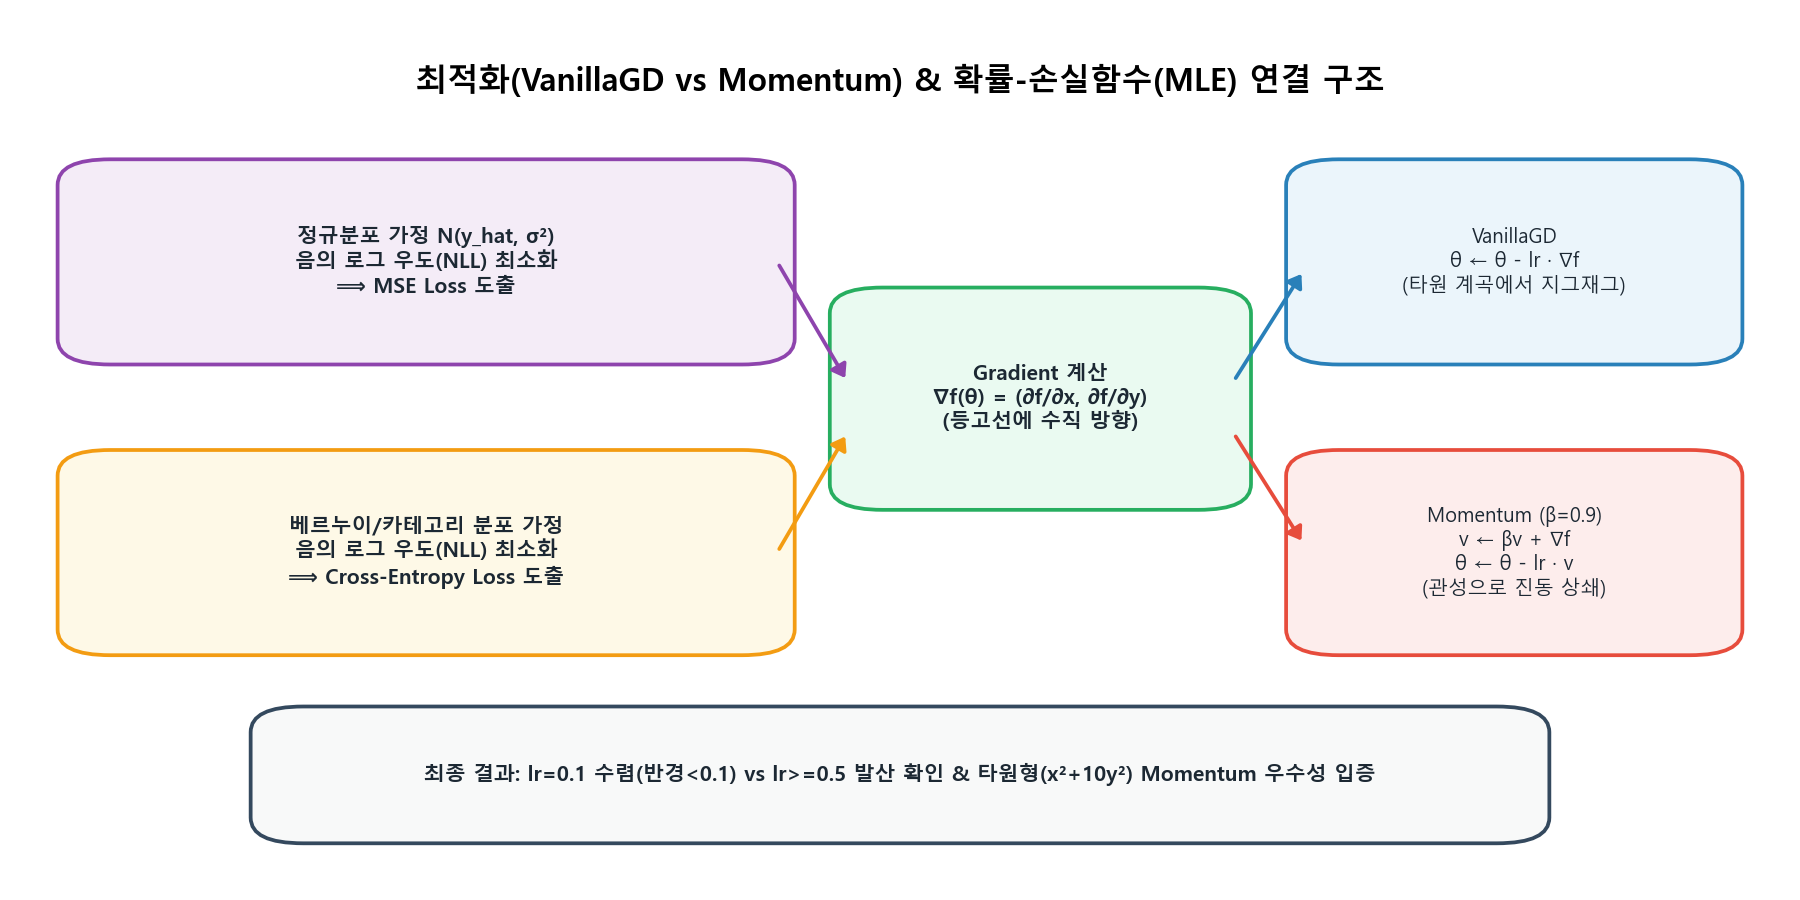 최적화(VanillaGD vs Momentum) & 확률-손실함수(MLE) 연결 구조
정규분포 가정 N(y_hat, σ²)
음의 로그 우도(NLL) 최소화
⟹ MSE Loss 도출
베르누이/카테고리 분포 가정
음의 로그 우도(NLL) 최소화
⟹ Cross-Entropy Loss 도출
Gradient 계산
∇f(θ) = (∂f/∂x, ∂f/∂y)
(등고선에 수직 방향)
VanillaGD
θ ← θ - lr · ∇f
(타원 계곡에서 지그재그)
Momentum (β=0.9)
v ← βv + ∇f
θ ← θ - lr · v
(관성으로 진동 상쇄)
최종 결과: lr=0.1 수렴(반경<0.1) vs lr>=0.5 발산 확인 & 타원형(x²+10y²) Momentum 우수성 입증